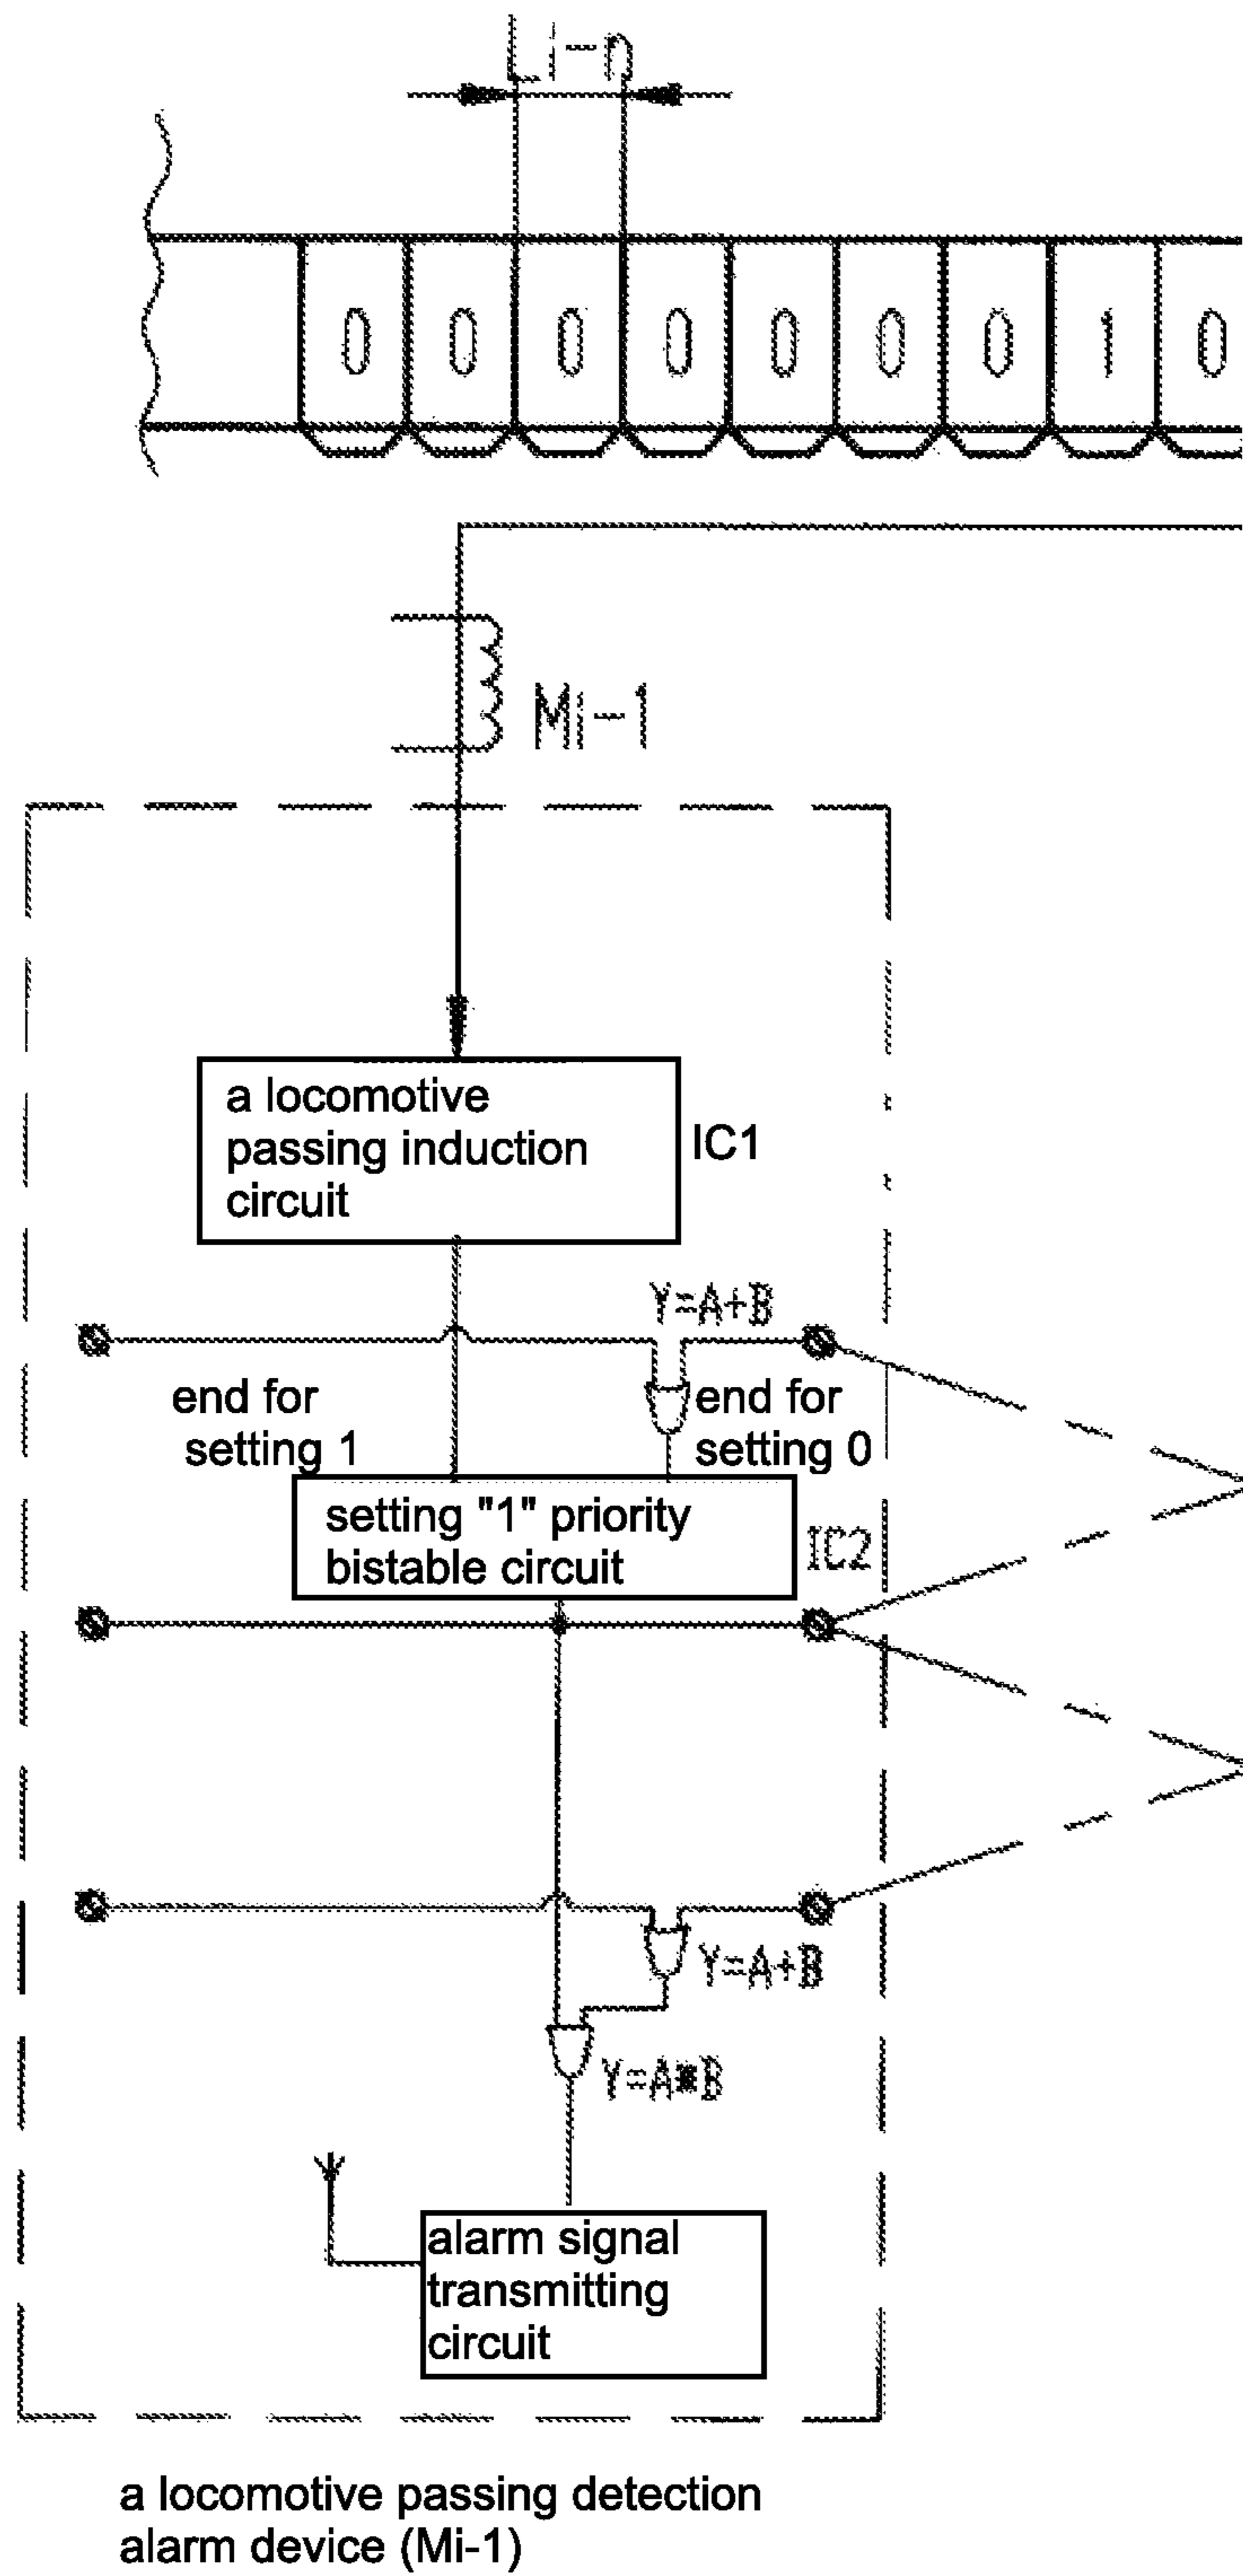 Li-n
0 0 0 0 0 0 0 1 0
Mi-1
a locomotive
passing induction
circuit
IC1
Y=A+B
end for
setting 1
end for
setting 0
setting "1" priority
bistable circuit
IC2
Y=A+B
Y=A*B
alarm signal
transmitting
circuit
a locomotive passing detection
alarm device (Mi-1)